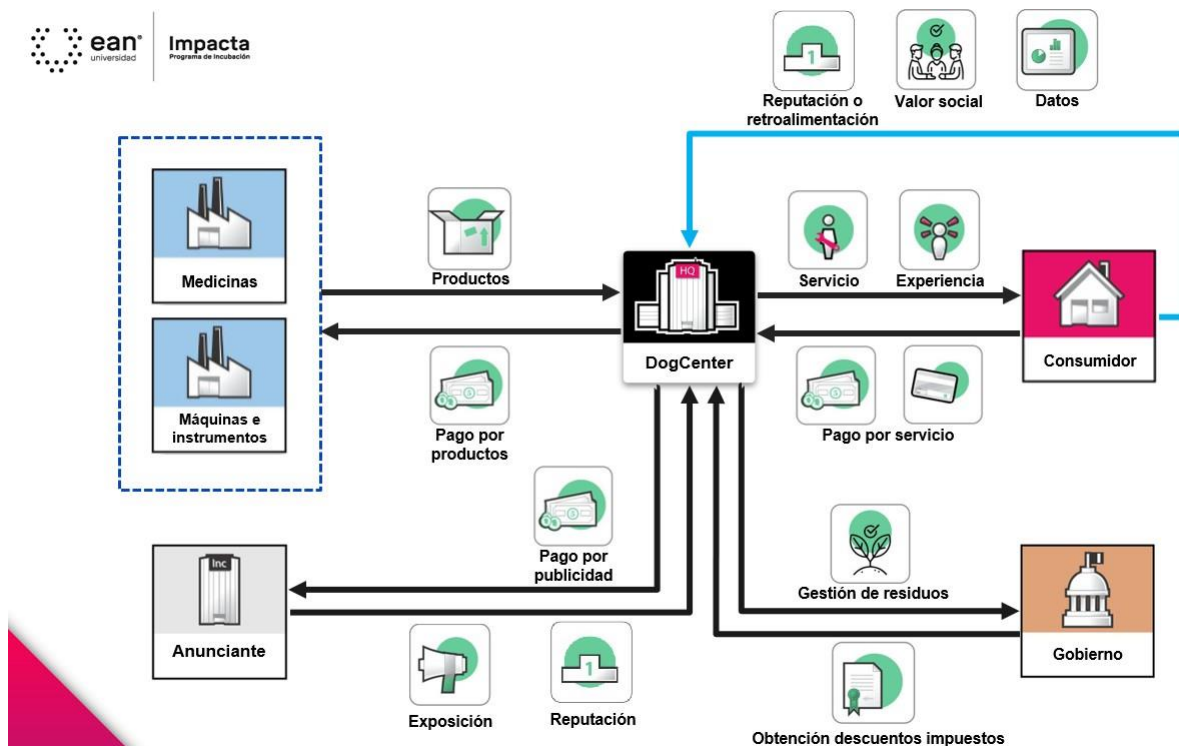 ean®
universidad
Impacta
Programa de Incubación
1
Reputación o
retroalimentación
Valor social
Datos
Medicinas
Productos
HQ
DogCenter
Servicio
Experiencia
Consumidor
Máquinas e
instrumentos
Pago por
productos
Pago por servicio
Pago por
publicidad
Gestión de residuos
Inc
Anunciante
Exposición
1
Reputación
Gobierno
Obtención descuentos impuestos